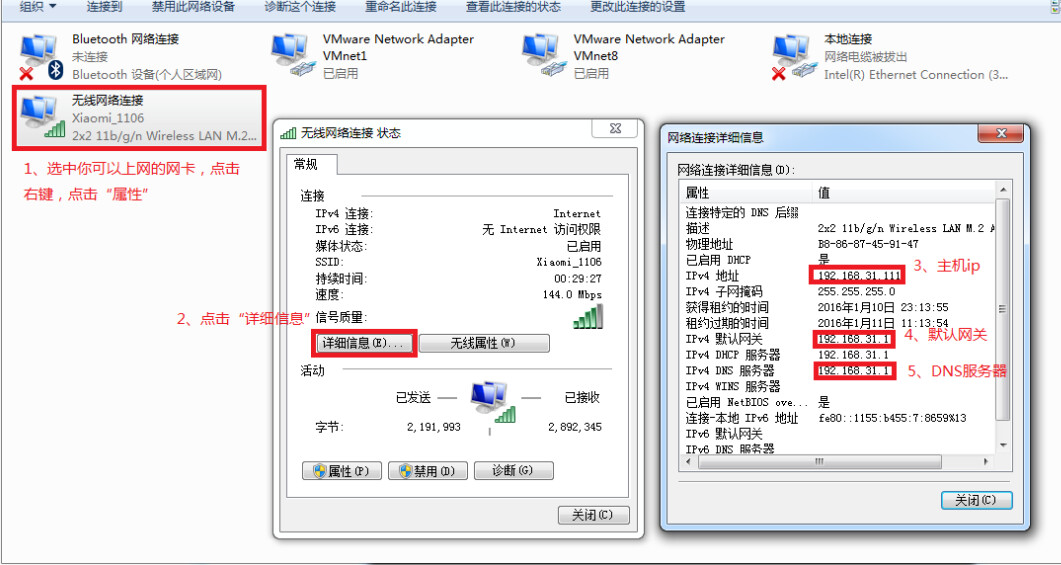 组织 ▼ 连接到 禁用此网络设备 诊断这个连接 重命名此连接 查看此连接的状态 更改此连接的设置
Bluetooth 网络连接
未连接
Bluetooth 设备(个人区域网)
VMware Network Adapter
VMnet1
已启用
VMware Network Adapter
VMnet8
已启用
本地连接
网络电缆被拔出
Intel(R) Ethernet Connection (3...
无线网络连接
Xiaomi_1106
2x2 11b/g/n Wireless LAN M.2...
1、选中你可以上网的网卡，点击
右键，点击“属性”
无线网络连接 状态
常规
连接
IPv4 连接: Internet
IPv6 连接: 无 Internet 访问权限
媒体状态: 已启用
SSID: Xiaomi_1106
持续时间: 00:29:27
速度: 144.0 Mbps
信号质量:
2、点击“详细信息”
详细信息(E)... 无线属性(W)
活动
已发送 — — 已接收
字节: 2,191,993 | 2,892,345
属性(P) 禁用(D) 诊断(G)
关闭(C)
网络连接详细信息
网络连接详细信息(D):
属性 值
连接特定的 DNS 后缀
描述 2x2 11b/g/n Wireless LAN M.2 A
物理地址 B8-86-87-45-91-47
已启用 DHCP 是
IPv4 地址 192.168.31.111
3、主机ip
IPv4 子网掩码 255.255.255.0
获得租约的时间 2016年1月10日 23:13:55
租约过期的时间 2016年1月11日 11:13:54
IPv4 默认网关 192.168.31.1
4、默认网关
IPv4 DHCP 服务器 192.168.31.1
IPv4 DNS 服务器 192.168.31.1
5、DNS服务器
IPv4 WINS 服务器
已启用 NetBIOS ove... 是
连接-本地 IPv6 地址 fe80::1155:b455:7:8659%13
IPv6 默认网关
IPv6 DNS 服务器
关闭(C)